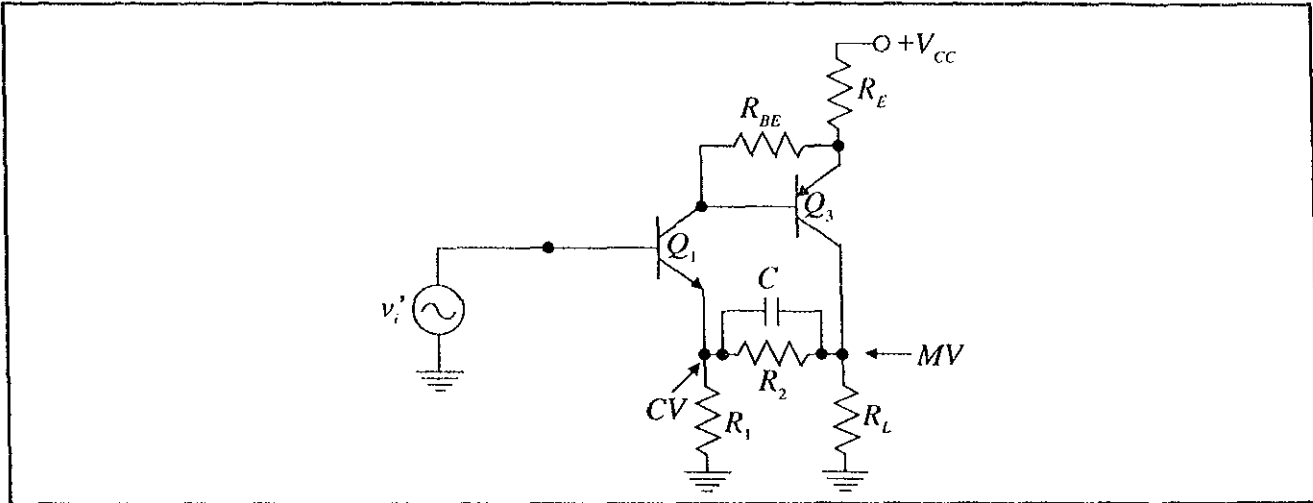 +V_CC
R_E
R_BE
Q_3
Q_1
C
v_i'
MV
R_2
CV
R_1
R_L